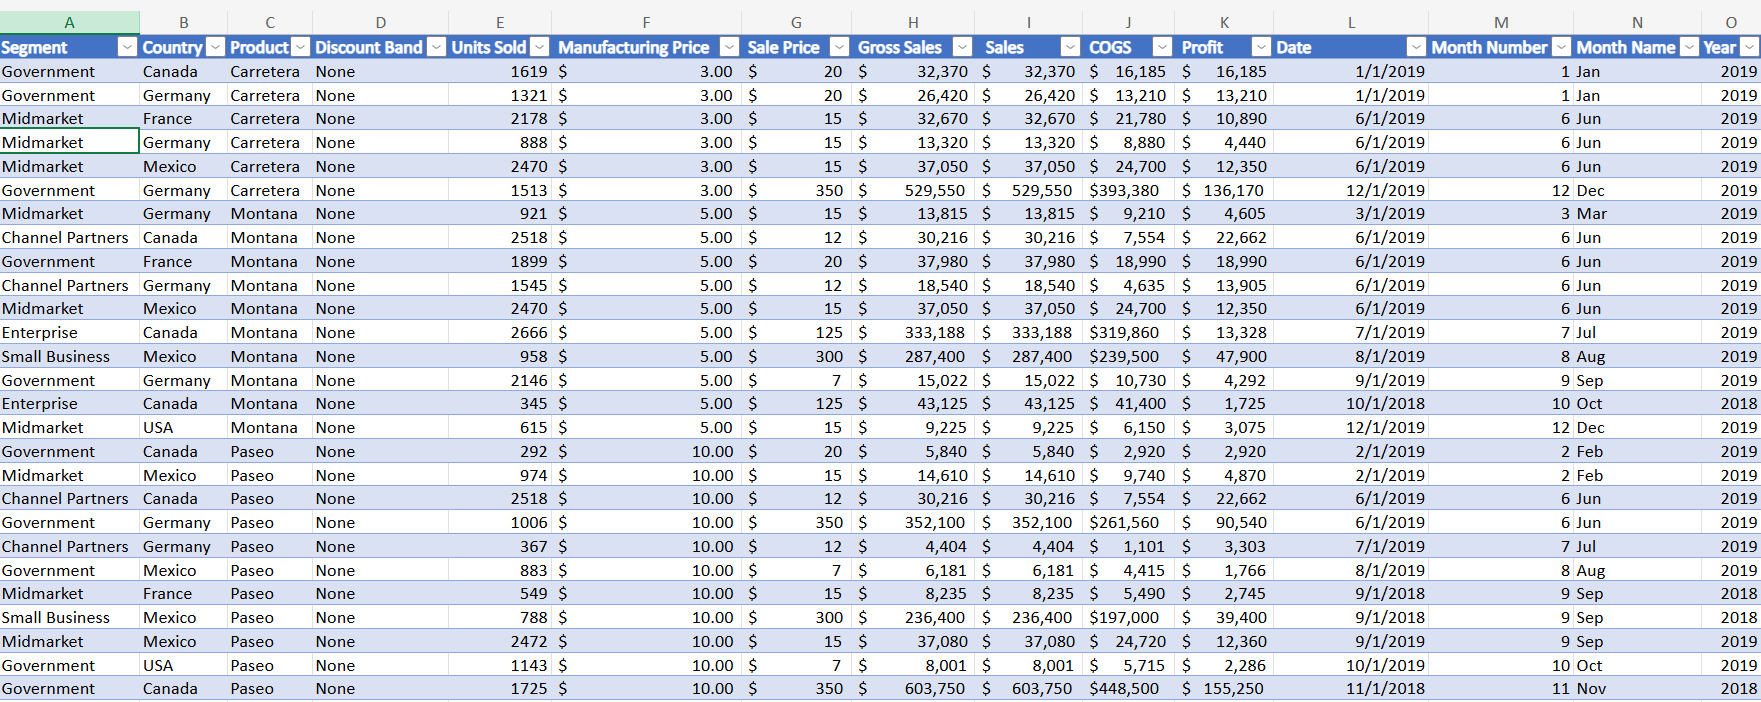 A B C D E F G H I J K L M N O
Segment Country Product Discount Band Units Sold Manufacturing Price Sale Price Gross Sales Sales COGS Profit Date Month Number Month Name Year
Government Canada Carretera None 1619 $ 3.00 $ 20 $ 32,370 $ 32,370 $ 16,185 $ 16,185 1/1/2019 1 Jan 2019
Government Germany Carretera None 1321 $ 3.00 $ 20 $ 26,420 $ 26,420 $ 13,210 $ 13,210 1/1/2019 1 Jan 2019
Midmarket France Carretera None 2178 $ 3.00 $ 15 $ 32,670 $ 32,670 $ 21,780 $ 10,890 6/1/2019 6 Jun 2019
Midmarket Germany Carretera None 888 $ 3.00 $ 15 $ 13,320 $ 13,320 $ 8,880 $ 4,440 6/1/2019 6 Jun 2019
Midmarket Mexico Carretera None 2470 $ 3.00 $ 15 $ 37,050 $ 37,050 $ 24,700 $ 12,350 6/1/2019 6 Jun 2019
Government Germany Carretera None 1513 $ 3.00 $ 350 $ 529,550 $ 529,550 $393,380 $ 136,170 12/1/2019 12 Dec 2019
Midmarket Germany Montana None 921 $ 5.00 $ 15 $ 13,815 $ 13,815 $ 9,210 $ 4,605 3/1/2019 3 Mar 2019
Channel Partners Canada Montana None 2518 $ 5.00 $ 12 $ 30,216 $ 30,216 $ 7,554 $ 22,662 6/1/2019 6 Jun 2019
Government France Montana None 1899 $ 5.00 $ 20 $ 37,980 $ 37,980 $ 18,990 $ 18,990 6/1/2019 6 Jun 2019
Channel Partners Germany Montana None 1545 $ 5.00 $ 12 $ 18,540 $ 18,540 $ 4,635 $ 13,905 6/1/2019 6 Jun 2019
Midmarket Mexico Montana None 2470 $ 5.00 $ 15 $ 37,050 $ 37,050 $ 24,700 $ 12,350 6/1/2019 6 Jun 2019
Enterprise Canada Montana None 2666 $ 5.00 $ 125 $ 333,188 $ 333,188 $319,860 $ 13,328 7/1/2019 7 Jul 2019
Small Business Mexico Montana None 958 $ 5.00 $ 300 $ 287,400 $ 287,400 $239,500 $ 47,900 8/1/2019 8 Aug 2019
Government Germany Montana None 2146 $ 5.00 $ 7 $ 15,022 $ 15,022 $ 10,730 $ 4,292 9/1/2019 9 Sep 2019
Enterprise Canada Montana None 345 $ 5.00 $ 125 $ 43,125 $ 43,125 $ 41,400 $ 1,725 10/1/2018 10 Oct 2018
Midmarket USA Montana None 615 $ 5.00 $ 15 $ 9,225 $ 9,225 $ 6,150 $ 3,075 12/1/2019 12 Dec 2019
Government Canada Paseo None 292 $ 10.00 $ 20 $ 5,840 $ 5,840 $ 2,920 $ 2,920 2/1/2019 2 Feb 2019
Midmarket Mexico Paseo None 974 $ 10.00 $ 15 $ 14,610 $ 14,610 $ 9,740 $ 4,870 2/1/2019 2 Feb 2019
Channel Partners Canada Paseo None 2518 $ 10.00 $ 12 $ 30,216 $ 30,216 $ 7,554 $ 22,662 6/1/2019 6 Jun 2019
Government Germany Paseo None 1006 $ 10.00 $ 350 $ 352,100 $ 352,100 $261,560 $ 90,540 6/1/2019 6 Jun 2019
Channel Partners Germany Paseo None 367 $ 10.00 $ 12 $ 4,404 $ 4,404 $ 1,101 $ 3,303 7/1/2019 7 Jul 2019
Government Mexico Paseo None 883 $ 10.00 $ 7 $ 6,181 $ 6,181 $ 4,415 $ 1,766 8/1/2019 8 Aug 2019
Midmarket France Paseo None 549 $ 10.00 $ 15 $ 8,235 $ 8,235 $ 5,490 $ 2,745 9/1/2018 9 Sep 2018
Small Business Mexico Paseo None 788 $ 10.00 $ 300 $ 236,400 $ 236,400 $197,000 $ 39,400 9/1/2018 9 Sep 2018
Midmarket Mexico Paseo None 2472 $ 10.00 $ 15 $ 37,080 $ 37,080 $ 24,720 $ 12,360 9/1/2019 9 Sep 2019
Government USA Paseo None 1143 $ 10.00 $ 7 $ 8,001 $ 8,001 $ 5,715 $ 2,286 10/1/2019 10 Oct 2019
Government Canada Paseo None 1725 $ 10.00 $ 350 $ 603,750 $ 603,750 $448,500 $ 155,250 11/1/2018 11 Nov 2018